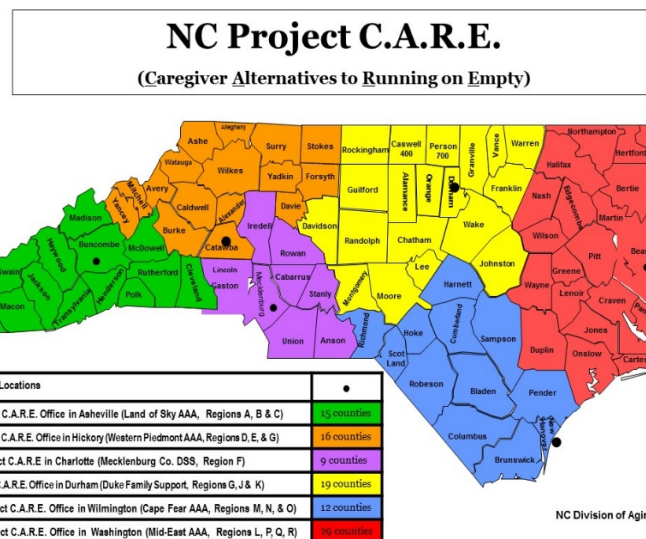 NC Project C.A.R.E.
(Caregiver Alternatives to Running on Empty)
Alleghany
Ashe
Surry
Stokes
Rockingham
Caswell
400
Person
700
Granville
Vance
Warren
Northampton
Hertford
Halifax
Watauga
Wilkes
Yadkin
Forsyth
Guilford
Alamance
Orange
Durham
Franklin
Nash
Edgecombe
Bertie
Martin
Mitchell
Avery
Yancey
Caldwell
Alexander
Davie
Iredell
Davidson
Randolph
Chatham
Wake
Wilson
Pitt
Madison
Burke
Catawba
Rowan
Buncombe
McDowell
Haywood
Swain
Jackson
Macon
Transylvania
Henderson
Rutherford
Polk
Cleveland
Lincoln
Gaston
Mecklenburg
Cabarrus
Stanly
Montgomery
Moore
Lee
Johnston
Harnett
Wayne
Greene
Lenoir
Craven
Jones
Union
Anson
Richmond
Hoke
Scot
Land
Cumberland
Sampson
Duplin
Onslow
Robeson
Bladen
Pender
New
Hanover
Columbus
Brunswick
Locations
C.A.R.E. Office in Asheville (Land of Sky AAA, Regions A, B & C)
15 counties
C.A.R.E. Office in Hickory (Western Piedmont AAA, Regions D, E, & G)
16 counties
ct C.A.R.E in Charlotte (Mecklenburg Co. DSS, Region F)
9 counties
C.A.R.E. Office in Durham (Duke Family Support, Regions G, J & K)
19 counties
ct C.A.R.E. Office in Wilmington (Cape Fear AAA, Regions M, N, & O)
12 counties
ct C.A.R.E. Office in Washington (Mid-East AAA, Regions L, P, Q, R)
29 counties
NC Division of Agin